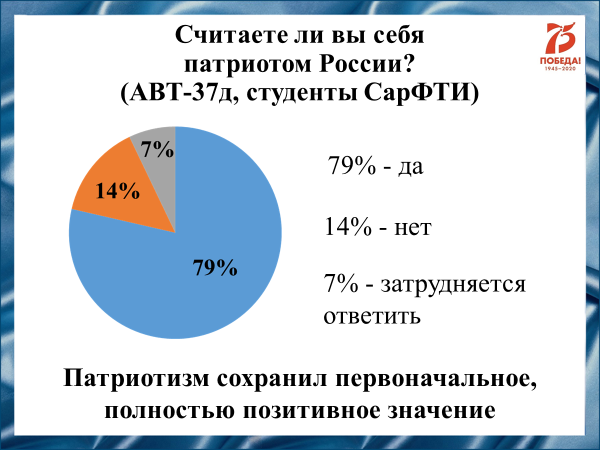 Считаете ли вы себя
патриотом России?
(АВТ-37д, студенты СарФТИ)
75
ПОБЕДА!
1945-2020
7%
14%
79%
79% - да
14% - нет
7% - затрудняется
ответить
Патриотизм сохранил первоначальное,
полностью позитивное значение